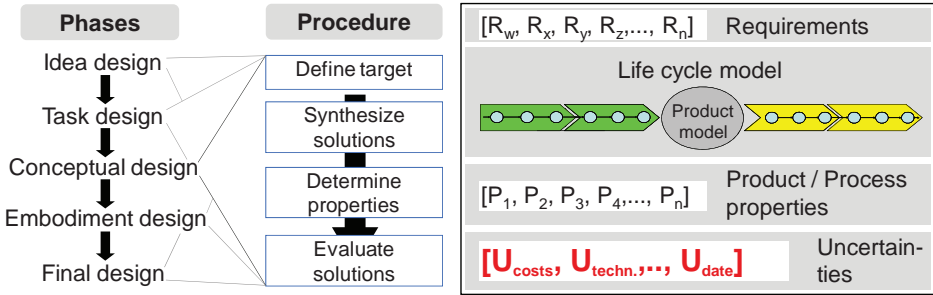 Phases
Idea design
Task design
Conceptual design
Embodiment design
Final design
Procedure
Define target
Synthesize
solutions
Determine
properties
Evaluate
solutions
[Rw, Rx, Ry, Rz,..., Rn]
Requirements
Life cycle model
Product
model
[P1, P2, P3, P4,..., Pn]
Product / Process
properties
[Ucosts, Utechn.,.., Udate]
Uncertain-
ties